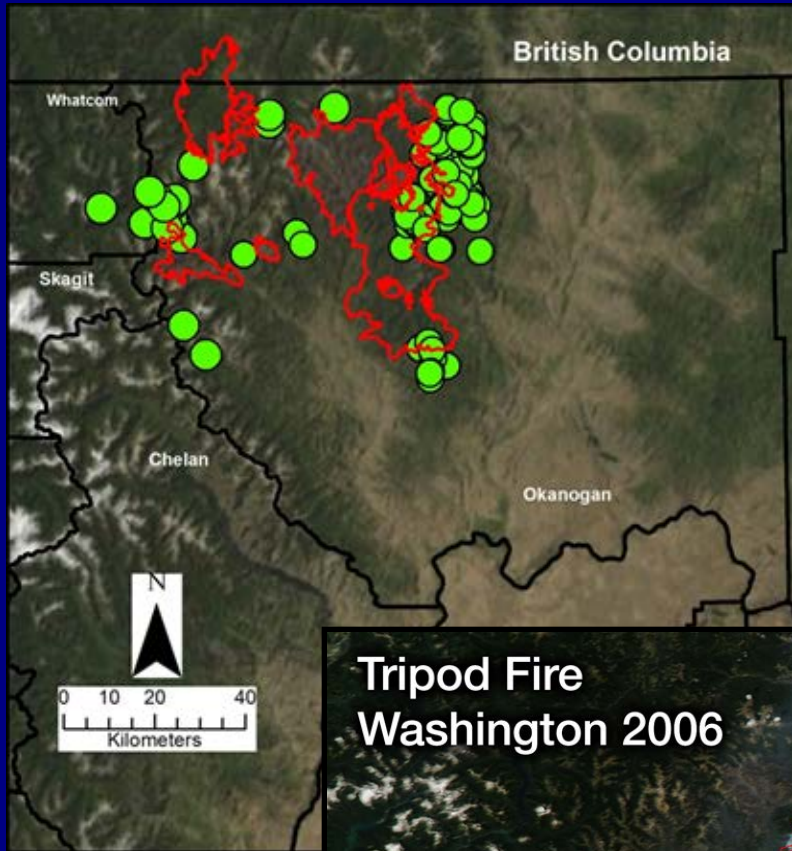 British Columbia
Whatcom
Skagit
Chelan
Okanogan
N
0 10 20 40
Kilometers
Tripod Fire
Washington 2006